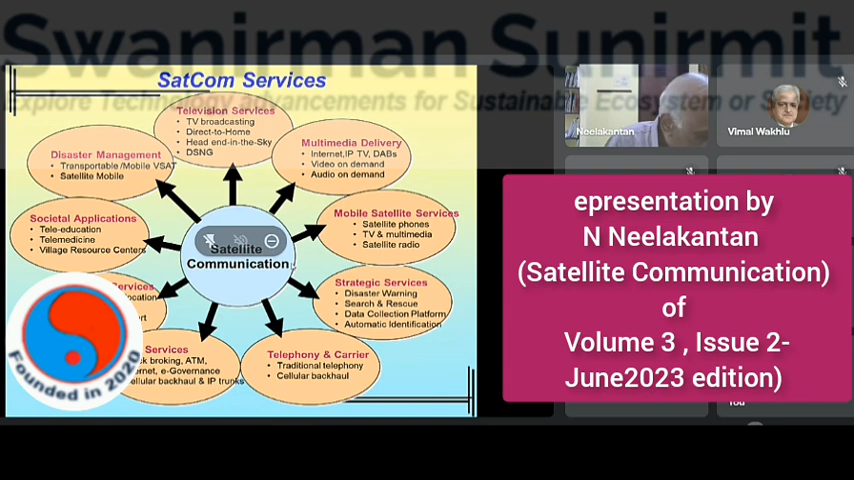 Swanirman Sunirmit
Explore Technology advancements for Sustainable Ecosystem or Society
SatCom Services
Television Services
• TV broadcasting
• Direct-to-Home
• Head end-in-the-Sky
• DSNG
Disaster Management
• Transportable /Mobile VSAT
• Satellite Mobile
Multimedia Delivery
• Internet,IP TV, DABs
• Video on demand
• Audio on demand
Societal Applications
• Tele-education
• Telemedicine
• Village Resource Centers
Mobile Satellite Services
• Satellite phones
• TV & multimedia
• Satellite radio
Satellite
Communication
Services
Strategic Services
• Disaster Warning
• Search & Rescue
• Data Collection Platform
• Automatic Identification
Services
broking, ATM,
e-Governance
backhaul & IP trunks
Telephony & Carrier
• Traditional telephony
• Cellular backhaul
Founded in 2020
Neelakantan
Vimal Wakhlu
epresentation by
N Neelakantan
(Satellite Communication)
of
Volume 3 , Issue 2-
June2023 edition)
You